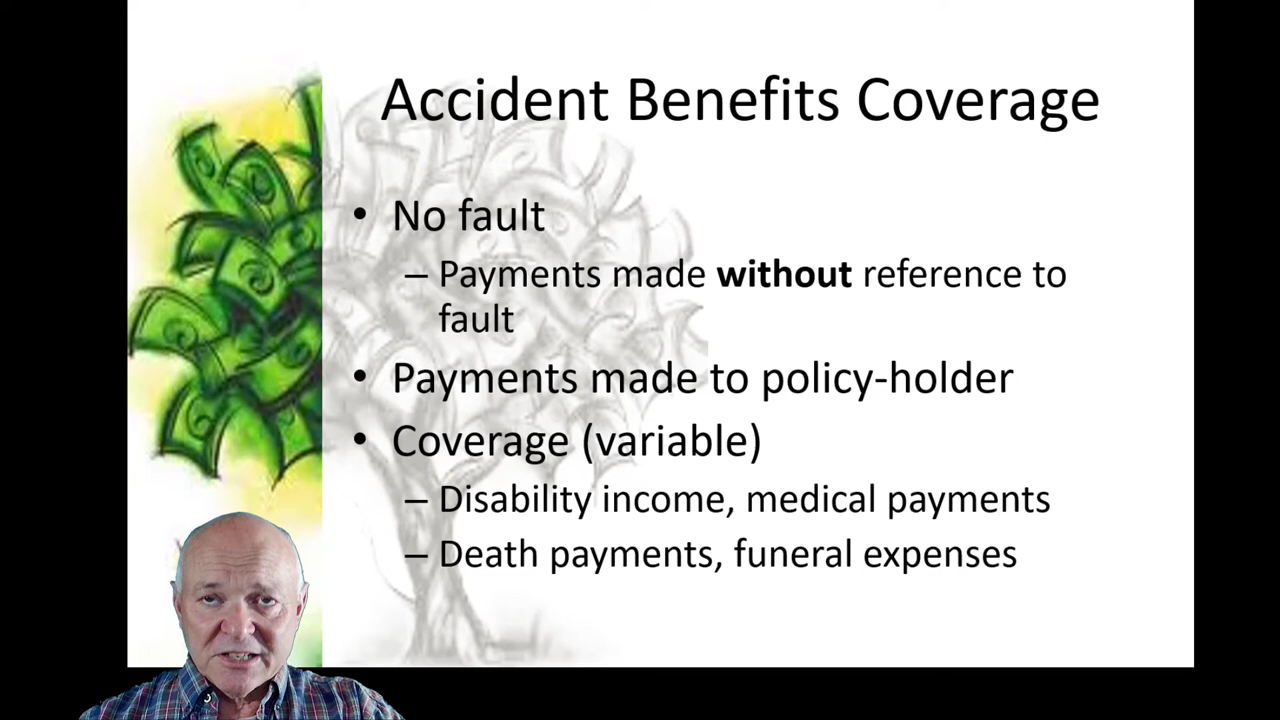 Accident Benefits Coverage
• No fault
– Payments made without reference to
fault
• Payments made to policy-holder
• Coverage (variable)
– Disability income, medical payments
– Death payments, funeral expenses